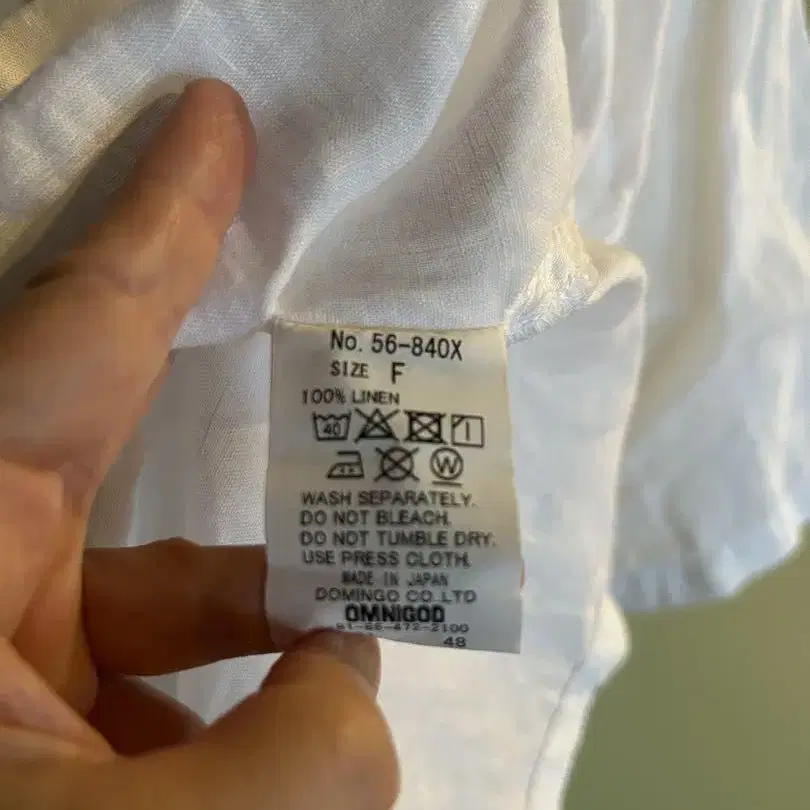 No. 56-840X
SIZE F
100% LINEN
40
W
WASH SEPARATELY.
DO NOT BLEACH.
DO NOT TUMBLE DRY.
USE PRESS CLOTH.
MADE IN JAPAN
DOMINGO CO.LTD
OMNIGOD
81-86-472-2100
48